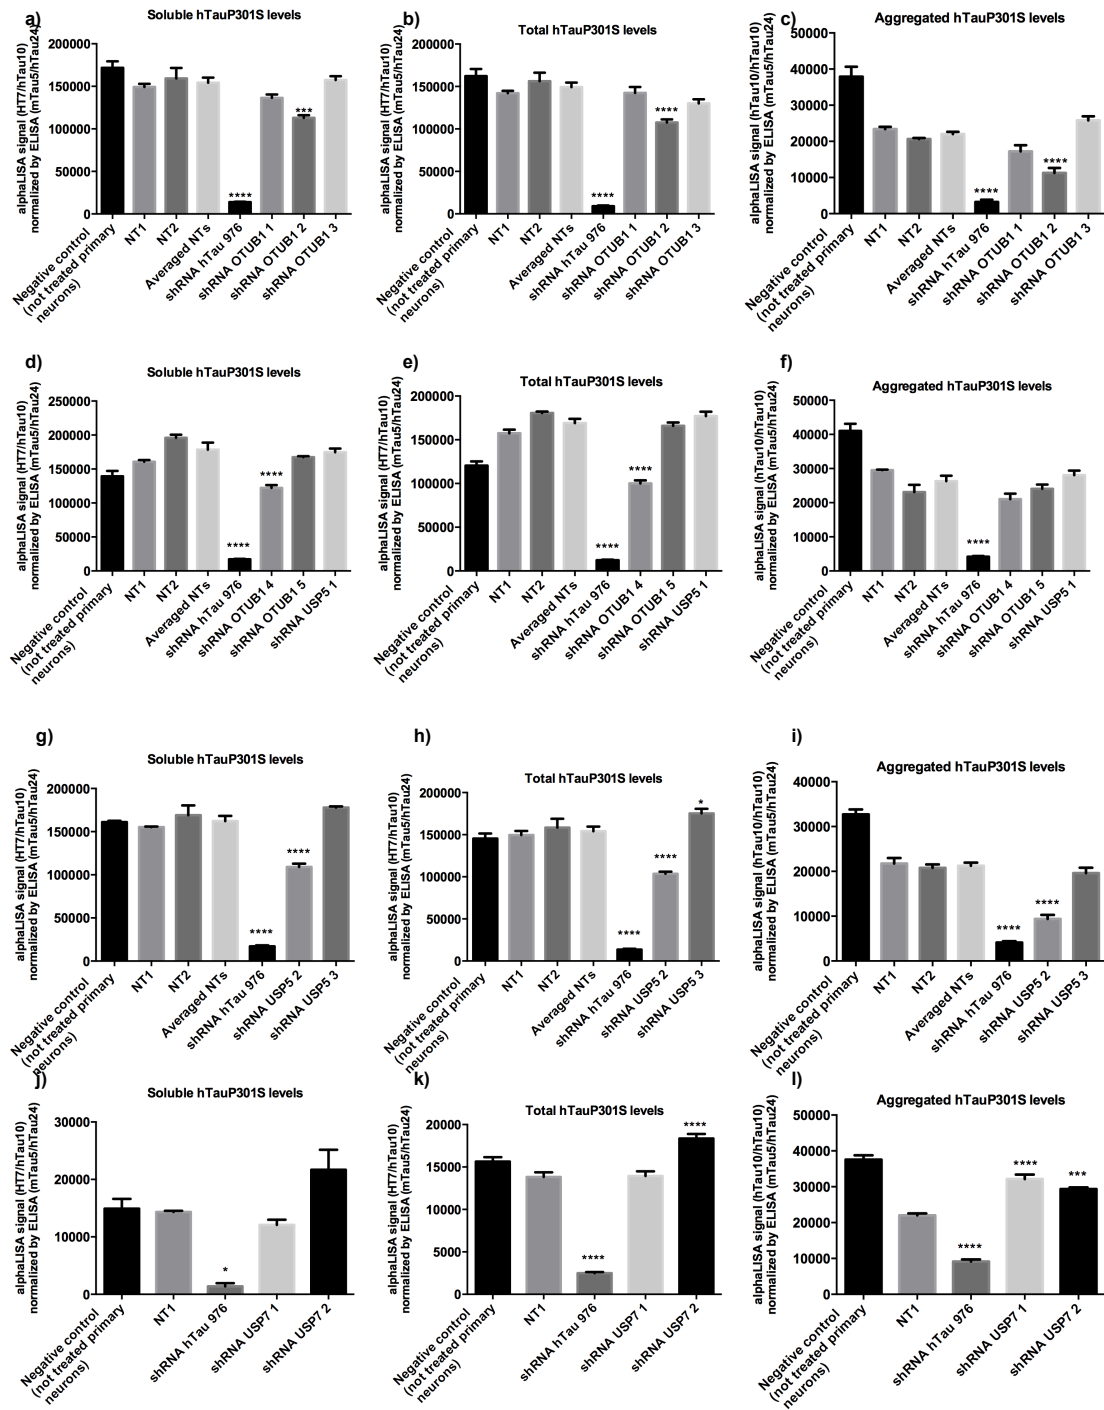 a)
Soluble hTauP301S levels
alphaLISA signal (HT7/hTau10)
normalized by ELISA (mTau5/hTau24)
200000
150000
100000
50000
0
***
****
Negative control
(not treated primary
neurons)
NT1
NT2
Averaged NTs
shRNA hTau 976
shRNA OTUB1 1
shRNA OTUB1 2
shRNA OTUB1 3
b)
Total hTauP301S levels
alphaLISA signal (HT7/hTau10)
normalized by ELISA (mTau5/hTau24)
200000
150000
100000
50000
0
****
****
Negative control
(not treated primary
neurons)
NT1
NT2
Averaged NTs
shRNA hTau 976
shRNA OTUB1 1
shRNA OTUB1 2
shRNA OTUB1 3
c)
Aggregated hTauP301S levels
alphaLISA signal (hTau10/hTau10)
normalized by ELISA (mTau5/hTau24)
50000
40000
30000
20000
10000
0
****
****
Negative control
(not treated primary
neurons)
NT1
NT2
Averaged NTs
shRNA hTau 976
shRNA OTUB1 1
shRNA OTUB1 2
shRNA OTUB1 3
d)
Soluble hTauP301S levels
alphaLISA signal (HT7/hTau10)
normalized by ELISA (mTau5/hTau24)
250000
200000
150000
100000
50000
0
****
****
Negative control
(not treated primary
neurons)
NT1
NT2
Averaged NTs
shRNA hTau 976
shRNA OTUB1 4
shRNA OTUB1 5
shRNA USP5 1
e)
Total hTauP301S levels
alphaLISA signal (HT7/hTau10)
normalized by ELISA (mTau5/hTau24)
200000
150000
100000
50000
0
****
****
Negative control
(not treated primary
neurons)
NT1
NT2
Averaged NTs
shRNA hTau 976
shRNA OTUB1 4
shRNA OTUB1 5
shRNA USP5 1
f)
Aggregated hTauP301S levels
alphaLISA signal (hTau10/hTau10)
normalized by ELISA (mTau5/hTau24)
50000
40000
30000
20000
10000
0
****
Negative control
(not treated primary
neurons)
NT1
NT2
Averaged NTs
shRNA hTau 976
shRNA OTUB1 4
shRNA OTUB1 5
shRNA USP5 1
g)
Soluble hTauP301S levels
alphaLISA signal (HT7/hTau10)
normalized by ELISA (mTau5/hTau24)
200000
150000
100000
50000
0
****
****
Negative control
(not treated primary
neurons)
NT1
NT2
Averaged NTs
shRNA hTau 976
shRNA USP5 2
shRNA USP5 3
h)
Total hTauP301S levels
alphaLISA signal (HT7/hTau10)
normalized by ELISA (mTau5/hTau24)
200000
150000
100000
50000
0
*
****
****
Negative control
(not treated primary
neurons)
NT1
NT2
Averaged NTs
shRNA hTau 976
shRNA USP5 2
shRNA USP5 3
i)
Aggregated hTauP301S levels
alphaLISA signal (hTau10/hTau10)
normalized by ELISA (mTau5/hTau24)
40000
30000
20000
10000
0
****
****
Negative control
(not treated primary
neurons)
NT1
NT2
Averaged NTs
shRNA hTau 976
shRNA USP5 2
shRNA USP5 3
j)
Soluble hTauP301S levels
alphaLISA signal (HT7/hTau10)
normalized by ELISA (mTau5/hTau24)
30000
20000
10000
0
*
Negative control
(not treated primary
neurons)
NT1
shRNA hTau 976
shRNA USP7 1
shRNA USP7 2
k)
Total hTauP301S levels
alphaLISA signal (HT7/hTau10)
normalized by ELISA (mTau5/hTau24)
20000
15000
10000
5000
0
****
****
Negative control
(not treated primary
neurons)
NT1
shRNA hTau 976
shRNA USP7 1
shRNA USP7 2
l)
Aggregated hTauP301S levels
alphaLISA signal (hTau10/hTau10)
normalized by ELISA (mTau5/hTau24)
50000
40000
30000
20000
10000
0
****
****
***
Negative control
(not treated primary
neurons)
NT1
shRNA hTau 976
shRNA USP7 1
shRNA USP7 2